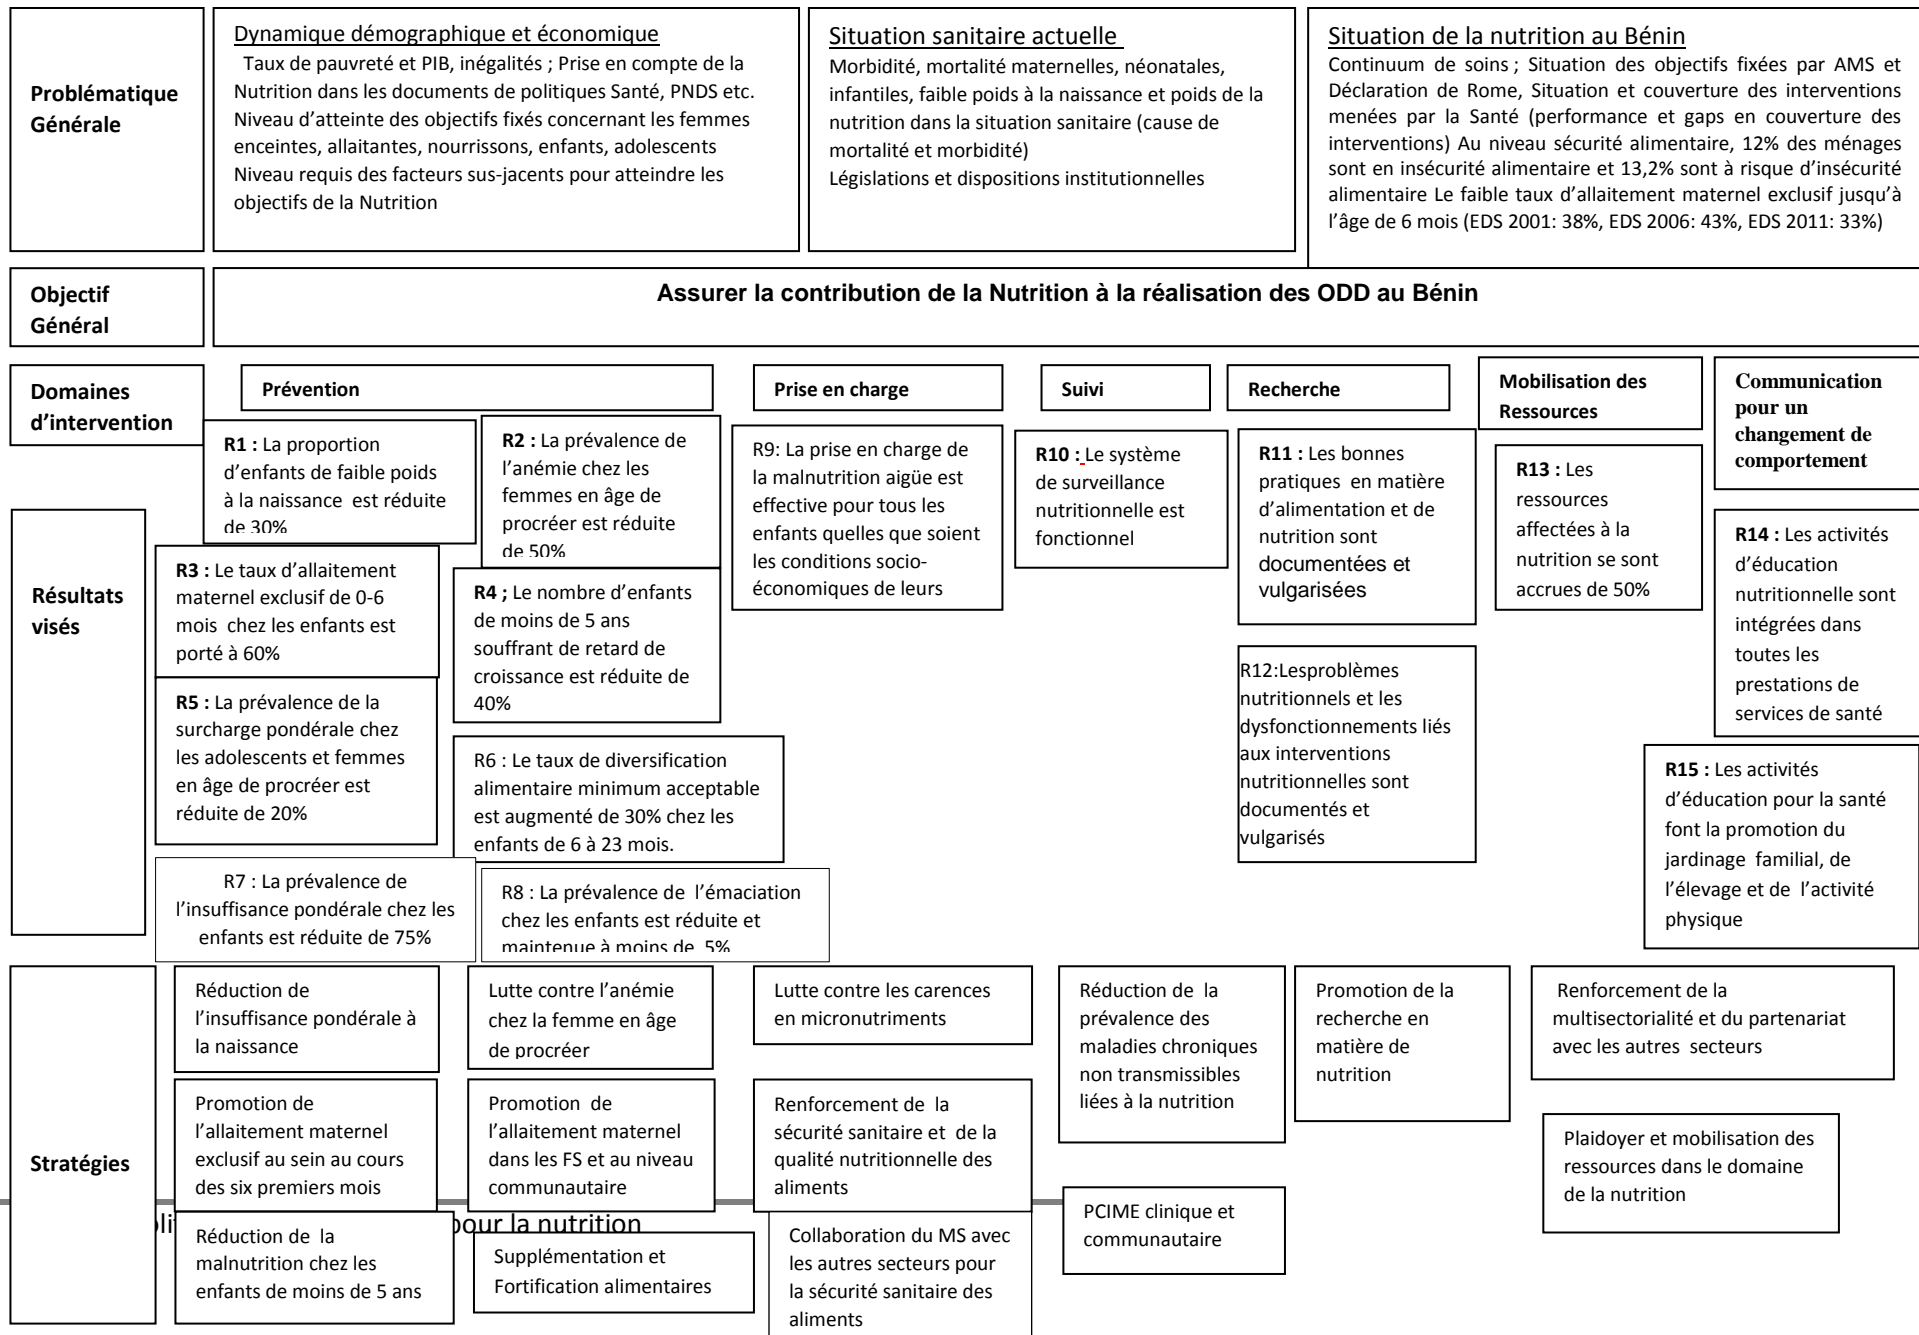 Problématique
Générale
Dynamique démographique et économique
Taux de pauvreté et PIB, inégalités ; Prise en compte de la
Nutrition dans les documents de politiques Santé, PNDS etc.
Niveau d’atteinte des objectifs fixés concernant les femmes
enceintes, allaitantes, nourrissons, enfants, adolescents
Niveau requis des facteurs sus-jacents pour atteindre les
objectifs de la Nutrition
Situation sanitaire actuelle
Morbidité, mortalité maternelles, néonatales,
infantiles, faible poids à la naissance et poids de la
nutrition dans la situation sanitaire (cause de
mortalité et morbidité)
Législations et dispositions institutionnelles
Situation de la nutrition au Bénin
Continuum de soins ; Situation des objectifs fixées par AMS et
Déclaration de Rome, Situation et couverture des interventions
menées par la Santé (performance et gaps en couverture des
interventions) Au niveau sécurité alimentaire, 12% des ménages
sont en insécurité alimentaire et 13,2% sont à risque d’insécurité
alimentaire Le faible taux d’allaitement maternel exclusif jusqu’à
l’âge de 6 mois (EDS 2001: 38%, EDS 2006: 43%, EDS 2011: 33%)
Objectif
Général
Assurer la contribution de la Nutrition à la réalisation des ODD au Bénin
Domaines
d’intervention
Prévention
Prise en charge
Suivi
Recherche
Mobilisation des
Ressources
Communication
pour un
changement de
comportement
Résultats
visés
R1 : La proportion
d’enfants de faible poids
à la naissance est réduite
de 30%
R2 : La prévalence de
l’anémie chez les
femmes en âge de
procréer est réduite
de 50%
R3 : Le taux d’allaitement
maternel exclusif de 0-6
mois chez les enfants est
porté à 60%
R4 ; Le nombre d’enfants
de moins de 5 ans
souffrant de retard de
croissance est réduite de
40%
R5 : La prévalence de la
surcharge pondérale chez
les adolescents et femmes
en âge de procréer est
réduite de 20%
R6 : Le taux de diversification
alimentaire minimum acceptable
est augmenté de 30% chez les
enfants de 6 à 23 mois.
R7 : La prévalence de
l’insuffisance pondérale chez les
enfants est réduite de 75%
R8 : La prévalence de l’émaciation
chez les enfants est réduite et
maintenue à moins de 5%
R9: La prise en charge de
la malnutrition aigüe est
effective pour tous les
enfants quelles que soient
les conditions socio-
économiques de leurs
R10 : Le système
de surveillance
nutritionnelle est
fonctionnel
R11 : Les bonnes
pratiques en matière
d’alimentation et de
nutrition sont
documentées et
vulgarisées
R12:Lesproblèmes
nutritionnels et les
dysfonctionnements liés
aux interventions
nutritionnelles sont
documentés et
vulgarisés
R13 : Les
ressources
affectées à la
nutrition se sont
accrues de 50%
R14 : Les activités
d’éducation
nutritionnelle sont
intégrées dans
toutes les
prestations de
services de santé
R15 : Les activités
d’éducation pour la santé
font la promotion du
jardinage familial, de
l’élevage et de l’activité
physique
Stratégies
Réduction de
l’insuffisance pondérale à
la naissance
Lutte contre l’anémie
chez la femme en âge
de procréer
Lutte contre les carences
en micronutriments
Réduction de la
prévalence des
maladies chroniques
non transmissibles
liées à la nutrition
Promotion de la
recherche en
matière de
nutrition
Renforcement de la
multisectorialité et du partenariat
avec les autres secteurs
Promotion de
l’allaitement maternel
exclusif au sein au cours
des six premiers mois
Promotion de
l’allaitement maternel
dans les FS et au niveau
communautaire
Renforcement de la
sécurité sanitaire et de la
qualité nutritionnelle des
aliments
PCIME clinique et
communautaire
Plaidoyer et mobilisation des
ressources dans le domaine
de la nutrition
pour la nutrition
Réduction de la
malnutrition chez les
enfants de moins de 5 ans
Supplémentation et
Fortification alimentaires
Collaboration du MS avec
les autres secteurs pour
la sécurité sanitaire des
aliments